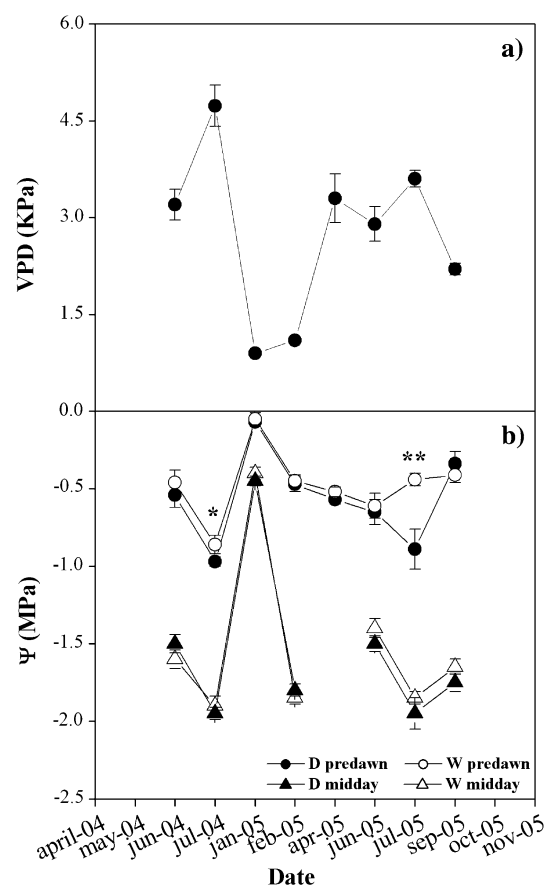 6.0
a)
4.5
VPD (KPa)
3.0
1.5
0.0
b)
**
-0.5
*
-1.0
Ψ (MPa)
-1.5
-2.0
D predawn W predawn
D midday W midday
-2.5
april-04 may-04 jun-04 jul-04 jan-05 feb-05 apr-05 jun-05 jul-05 sep-05 oct-05 nov-05
Date